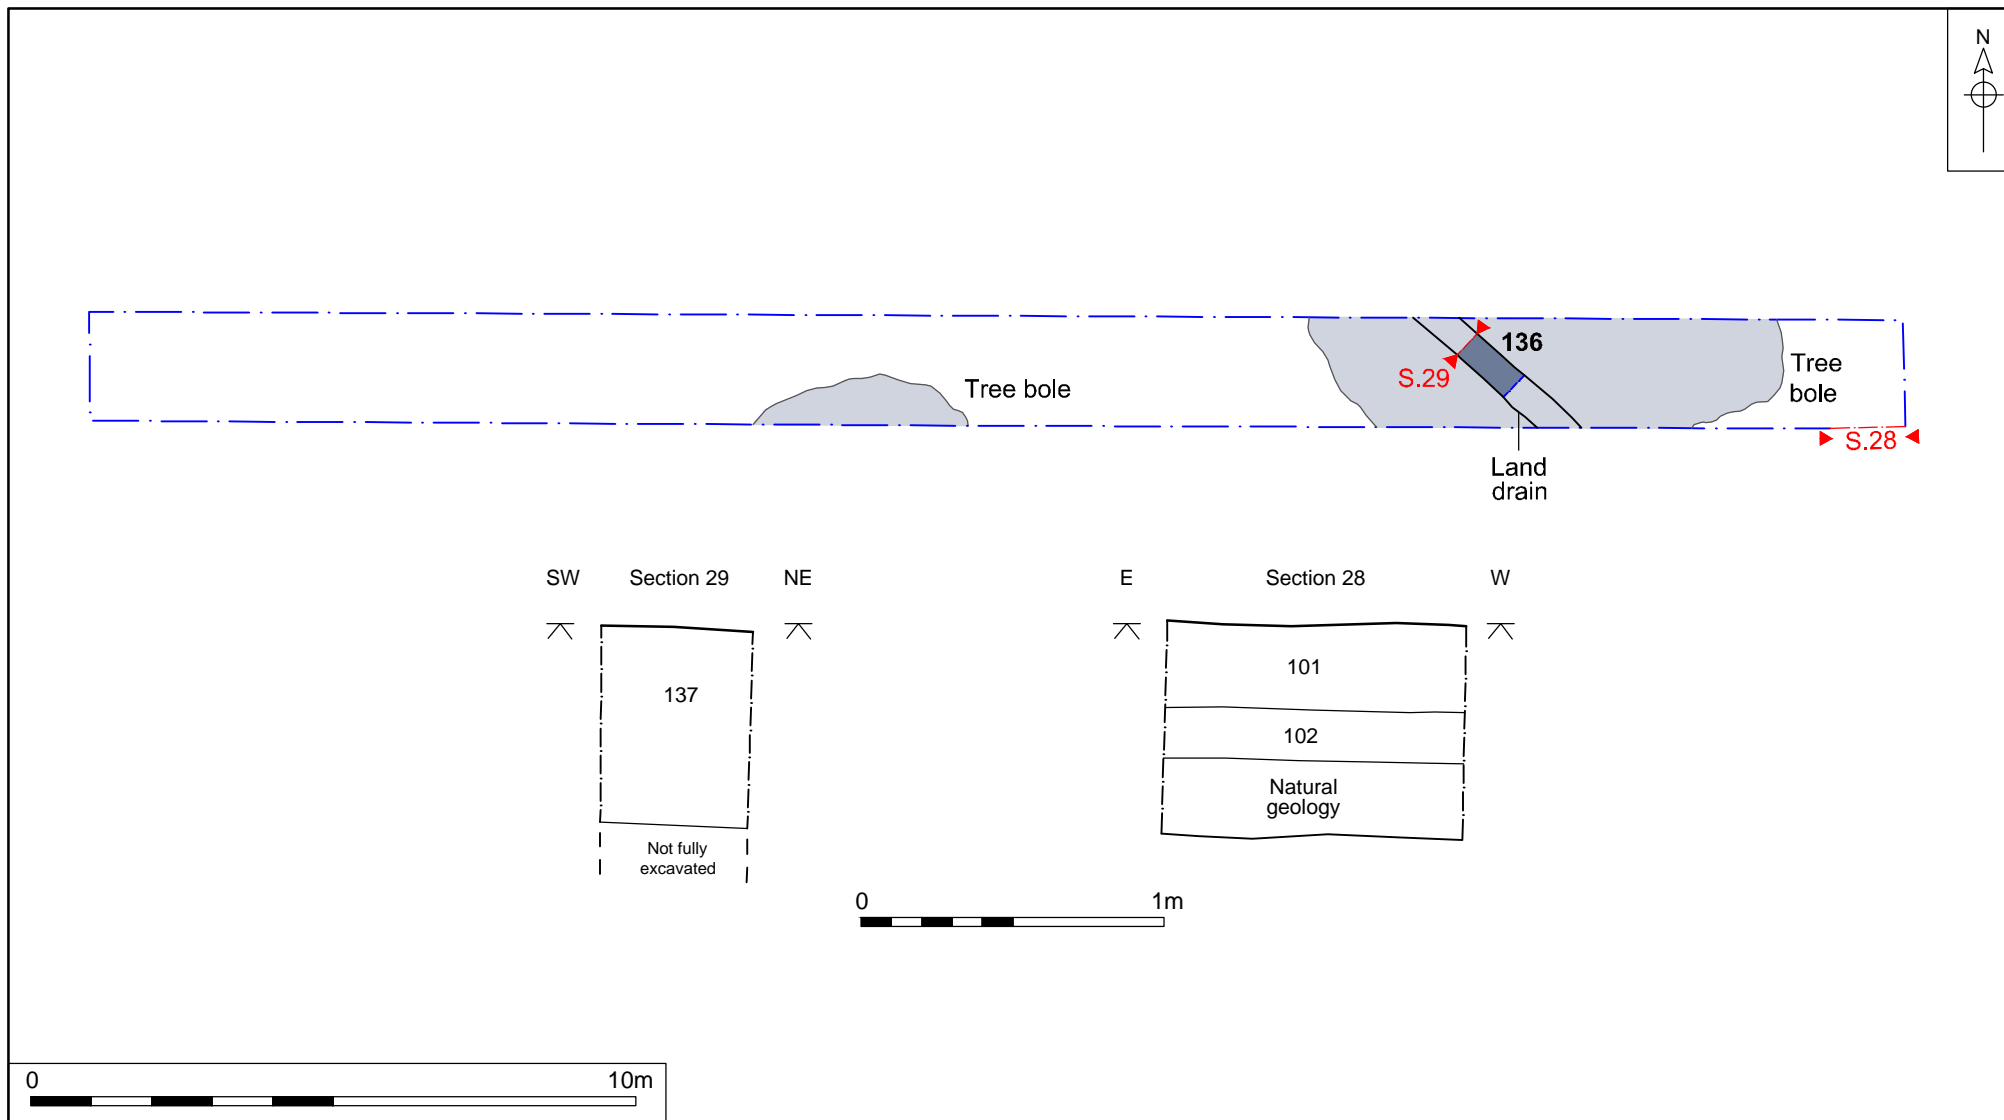 N
136
S.29
Tree bole
Tree
bole
S.28
Land
drain
SW Section 29 NE
E Section 28 W
137
101
102
Natural
geology
Not fully
excavated
0 1m
0 10m